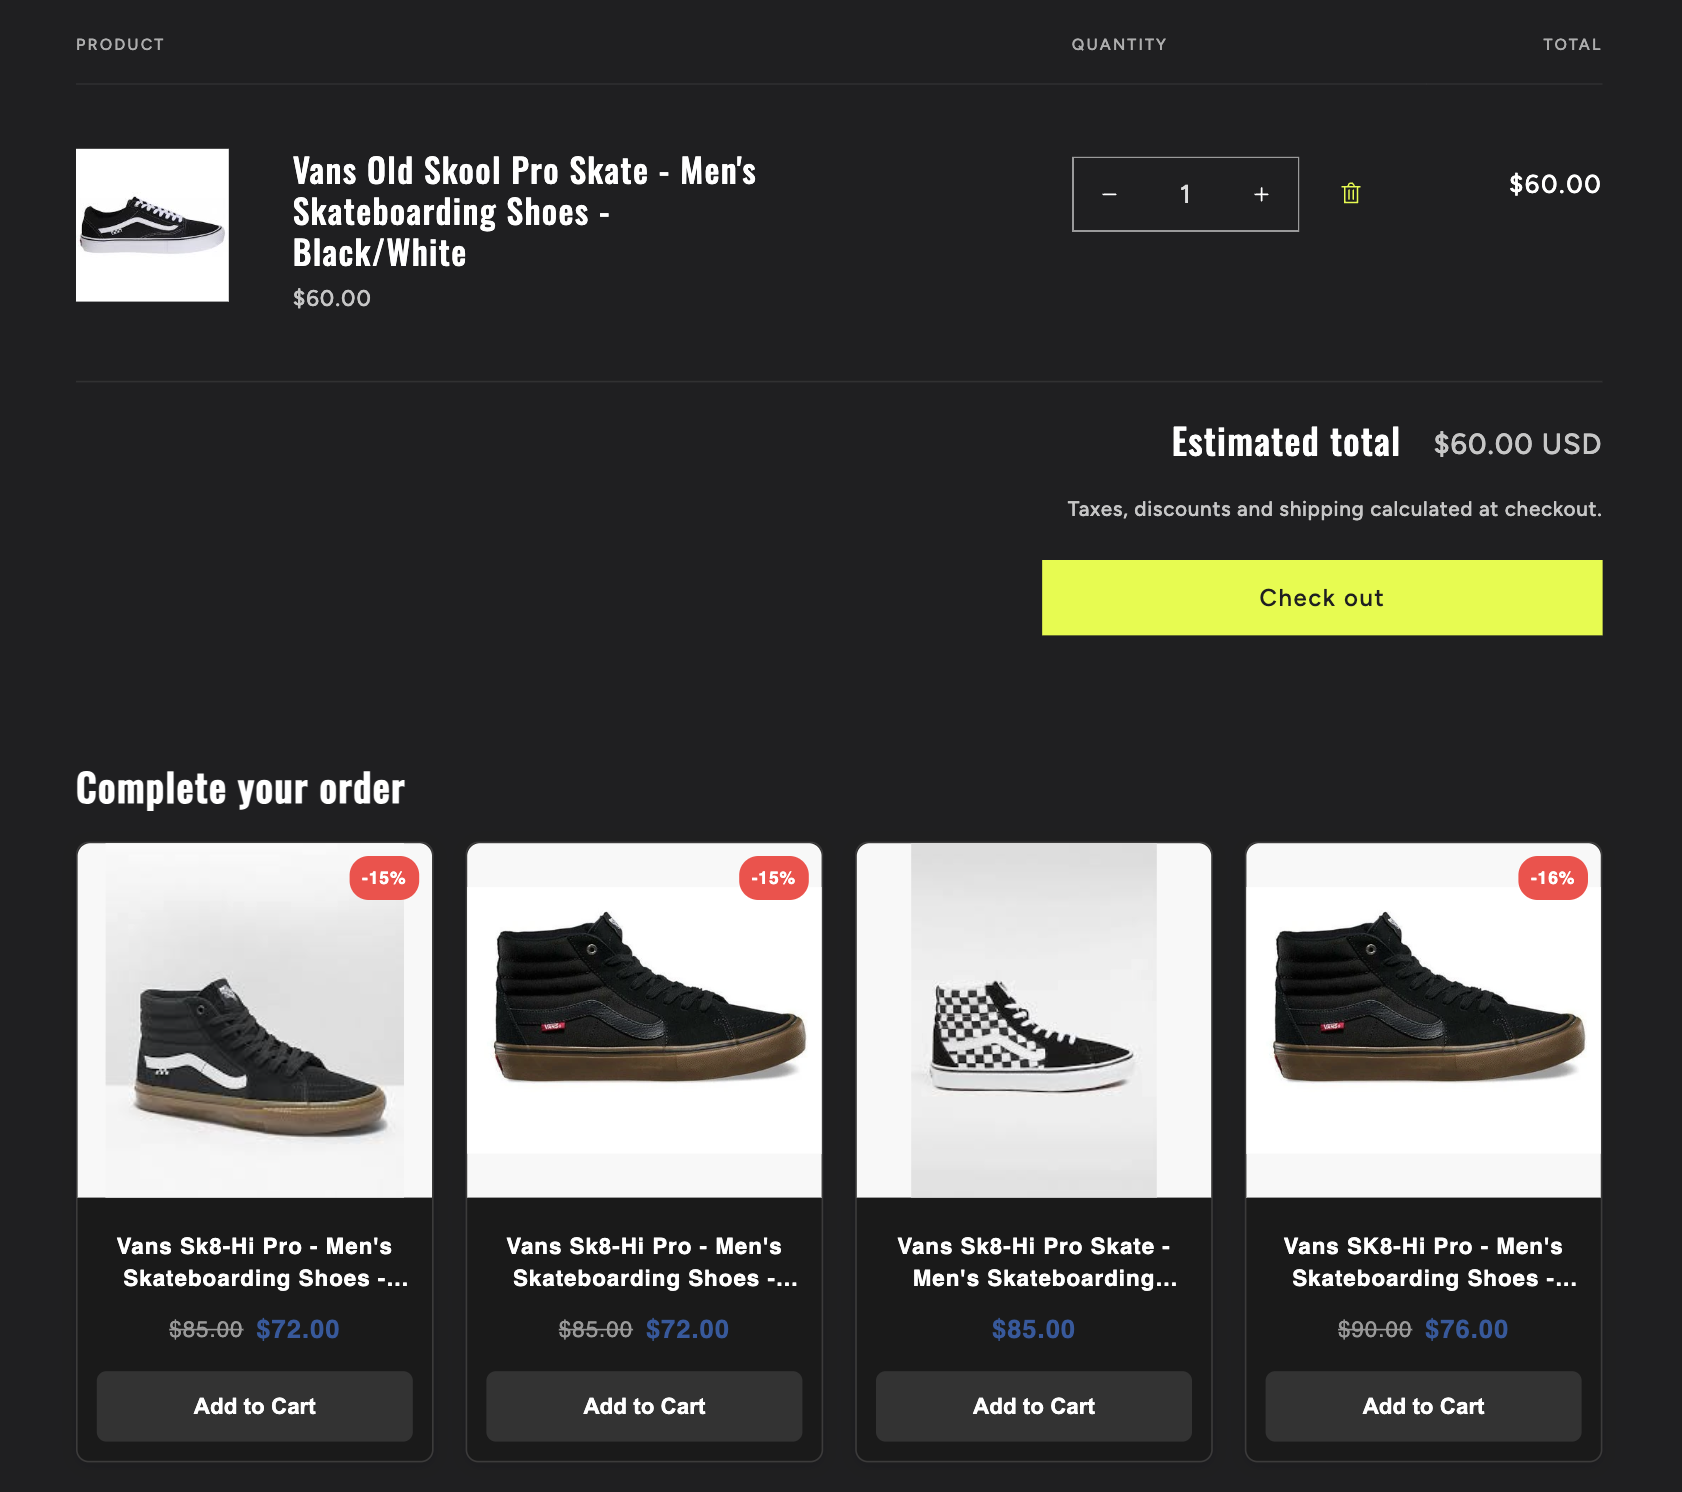 PRODUCT QUANTITY TOTAL
Vans Old Skool Pro Skate - Men's
Skateboarding Shoes -
Black/White
$60.00
− 1 +
$60.00
Estimated total $60.00 USD
Taxes, discounts and shipping calculated at checkout.
Check out
Complete your order
-15%
Vans Sk8-Hi Pro - Men's
Skateboarding Shoes -...
$85.00 $72.00
Add to Cart
-15%
VANS
Vans Sk8-Hi Pro - Men's
Skateboarding Shoes -...
$85.00 $72.00
Add to Cart
Vans Sk8-Hi Pro Skate -
Men's Skateboarding...
$85.00
Add to Cart
-16%
VANS
Vans SK8-Hi Pro - Men's
Skateboarding Shoes -...
$90.00 $76.00
Add to Cart